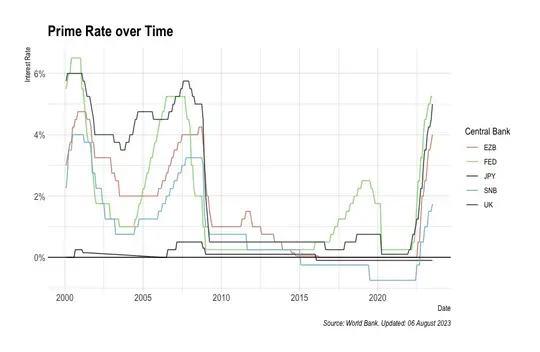 Prime Rate over Time
Interest Rate
6%
4%
2%
0%
2000
2005
2010
2015
2020
Date
Central Bank
EZB
FED
JPY
SNB
UK
Source: World Bank. Updated: 06 August 2023